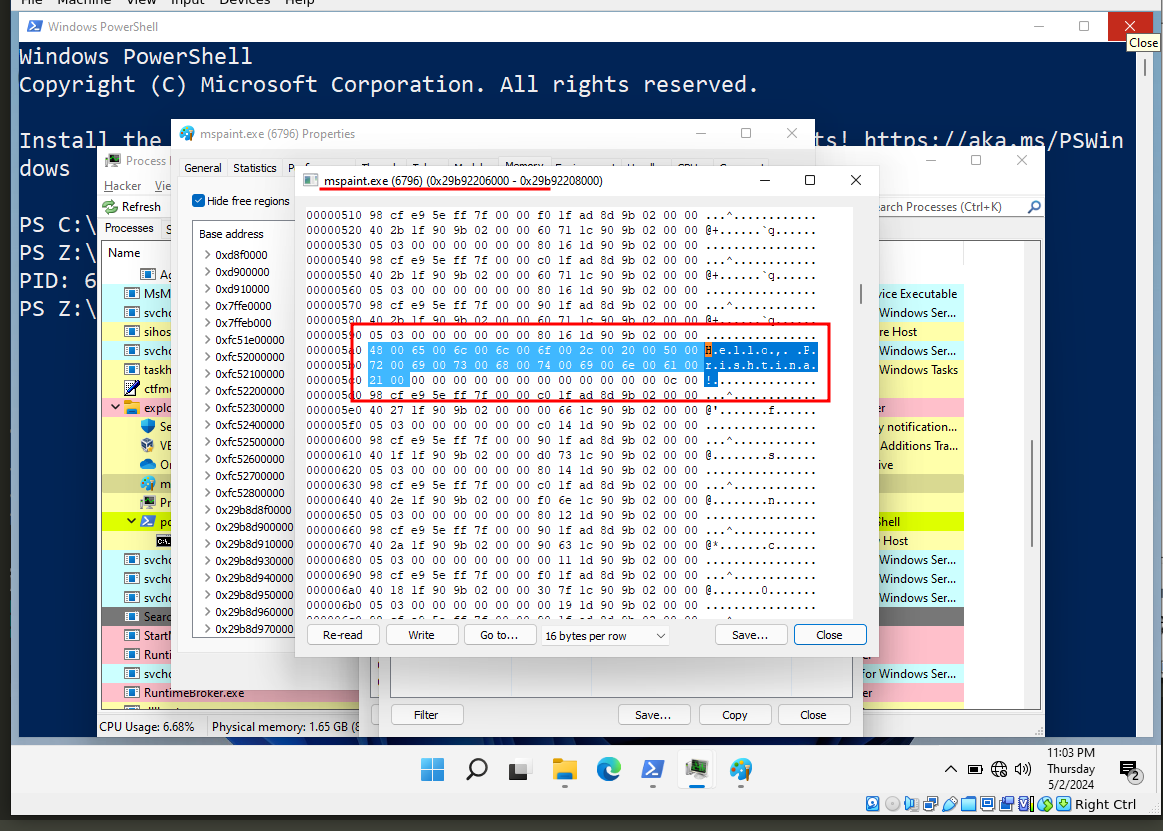 File Machine View Input Devices Help
Windows PowerShell
Close
Windows PowerShell
Copyright (C) Microsoft Corporation. All rights reserved.
Install the
ts! https://aka.ms/PSWin
dows
PS C:\
PS Z:\
PID: 6
PS Z:\
mspaint.exe (6796) Properties
General Statistics
Memory
Hide free regions
Base address
0xd8f0000
0xd900000
0xd910000
0x7ffe0000
0x7ffeb000
0xfc51e00000
0xfc52000000
0xfc52100000
0xfc52200000
0xfc52300000
0xfc52400000
0xfc52500000
0xfc52600000
0xfc52700000
0xfc52800000
0x29b8d8f0000
0x29b8d900000
0x29b8d910000
0x29b8d930000
0x29b8d940000
0x29b8d950000
0x29b8d960000
0x29b8d970000
Process
Hacker
Refresh
Search Processes (Ctrl+K)
Processes
Name
mspaint.exe (6796) (0x29b92206000 - 0x29b92208000)
00000510 98 cf e9 5e ff 7f 00 00 f0 1f ad 8d 9b 02 00 00 ...^............
00000520 40 2b 1f 90 9b 02 00 00 60 71 1c 90 9b 02 00 00 @+......`q......
00000530 05 03 00 00 00 00 00 00 80 16 1d 90 9b 02 00 00 ................
00000540 98 cf e9 5e ff 7f 00 00 c0 1f ad 8d 9b 02 00 00 ...^............
00000550 40 2b 1f 90 9b 02 00 00 60 71 1c 90 9b 02 00 00 @+......`q......
00000560 05 03 00 00 00 00 00 00 80 16 1d 90 9b 02 00 00 ................
00000570 98 cf e9 5e ff 7f 00 00 90 1f ad 8d 9b 02 00 00 ...^............
00000580 40 2b 1f 90 9b 02 00 00 60 71 1c 90 9b 02 00 00 @+......`q......
00000590 05 03 00 00 00 00 00 00 80 16 1d 90 9b 02 00 00 ................
000005a0 48 00 65 00 6c 00 6c 00 6f 00 2c 00 20 00 50 00 H.e.l.l.o.,. .P.
000005b0 72 00 69 00 73 00 68 00 74 00 69 00 6e 00 61 00 r.i.s.h.t.i.n.a.
000005c0 21 00 00 00 00 00 00 00 00 00 00 00 00 00 0c 00 !...............
000005d0 98 cf e9 5e ff 7f 00 00 c0 1f ad 8d 9b 02 00 00 ...^............
000005e0 40 27 1f 90 9b 02 00 00 00 66 1c 90 9b 02 00 00 @'.......f......
000005f0 05 03 00 00 00 00 00 00 c0 14 1d 90 9b 02 00 00 ................
00000600 98 cf e9 5e ff 7f 00 00 90 1f ad 8d 9b 02 00 00 ...^............
00000610 40 1f 1f 90 9b 02 00 00 d0 73 1c 90 9b 02 00 00 @........s......
00000620 05 03 00 00 00 00 00 00 80 14 1d 90 9b 02 00 00 ................
00000630 98 cf e9 5e ff 7f 00 00 c0 1f ad 8d 9b 02 00 00 ...^............
00000640 40 2e 1f 90 9b 02 00 00 f0 6e 1c 90 9b 02 00 00 @........n......
00000650 05 03 00 00 00 00 00 00 80 12 1d 90 9b 02 00 00 ................
00000660 98 cf e9 5e ff 7f 00 00 90 1f ad 8d 9b 02 00 00 ...^............
00000670 40 2a 1f 90 9b 02 00 00 90 63 1c 90 9b 02 00 00 @*.......c......
00000680 05 03 00 00 00 00 00 00 00 11 1d 90 9b 02 00 00 ................
00000690 98 cf e9 5e ff 7f 00 00 f0 1f ad 8d 9b 02 00 00 ...^............
000006a0 40 18 1f 90 9b 02 00 00 30 7f 1c 90 9b 02 00 00 @.......0.......
000006b0 05 03 00 00 00 00 00 00 00 19 1d 90 9b 02 00 00 ................
Re-read Write Go to... 16 bytes per row Save... Close
MsM
svcho
sihos
svcho
taskh
ctfmo
explo
svcho
svcho
svcho
Searc
StartM
Runti
svcho
RuntimeBroker.exe
vice Executable
Windows Ser...
re Host
Windows Ser...
Windows Tasks
er
y notification...
Additions Tra...
ive
Shell
Host
Windows Ser...
Windows Ser...
Windows Ser...
for Windows Ser...
er
Filter Save... Copy Close
CPU Usage: 6.68% Physical memory: 1.65 GB (8
11:03 PM
Thursday
5/2/2024
2
Right Ctrl